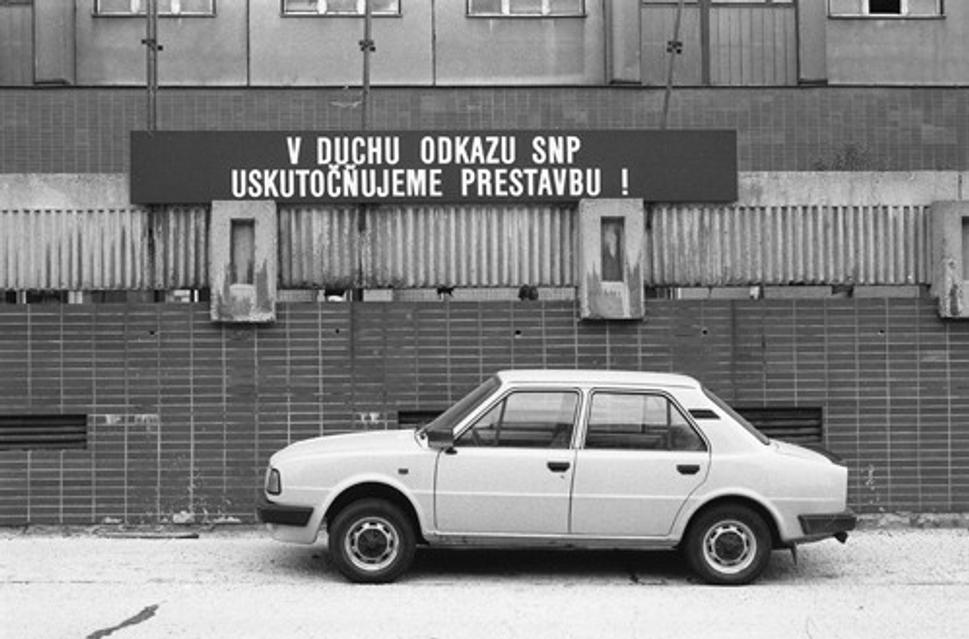 V DUCHU ODKAZU SNP
USKUTOČŇUJEME PRESTAVBU !